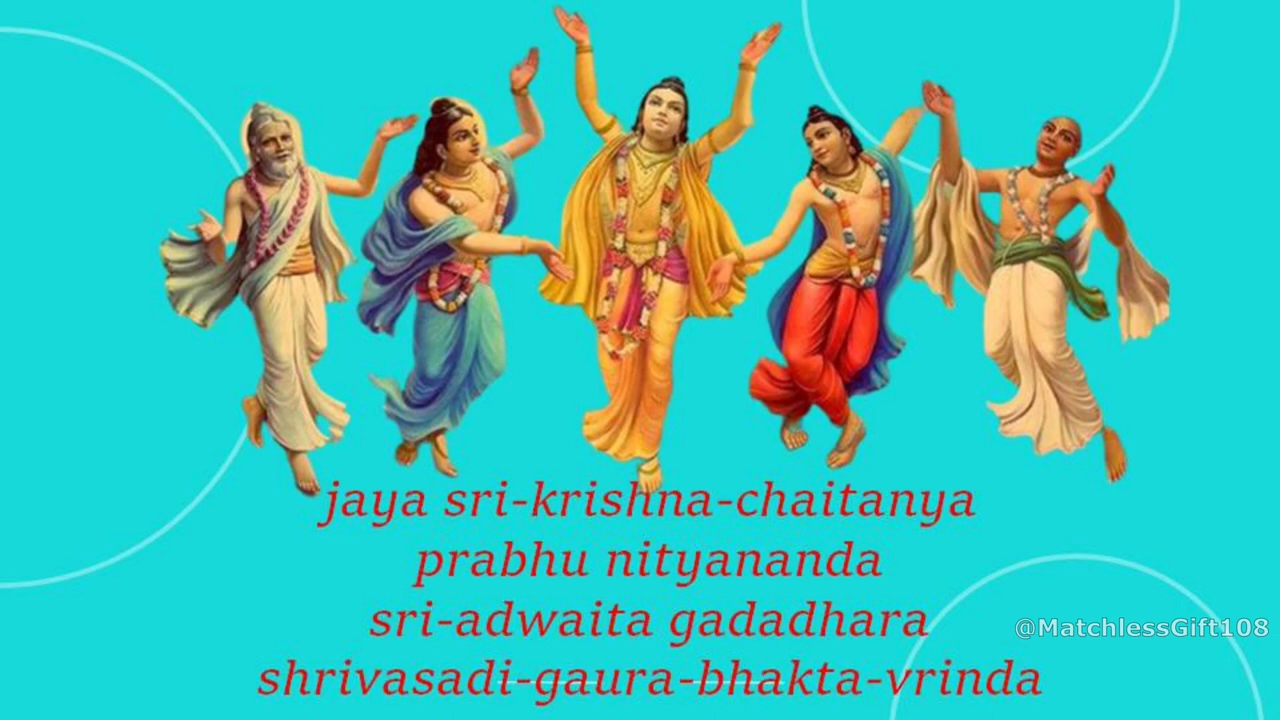 jaya sri-krishna-chaitanya
prabhu nityananda
sri-adwaita gadadhara
@MatchlessGift108
shrivasadi-gaura-bhakta-vrinda